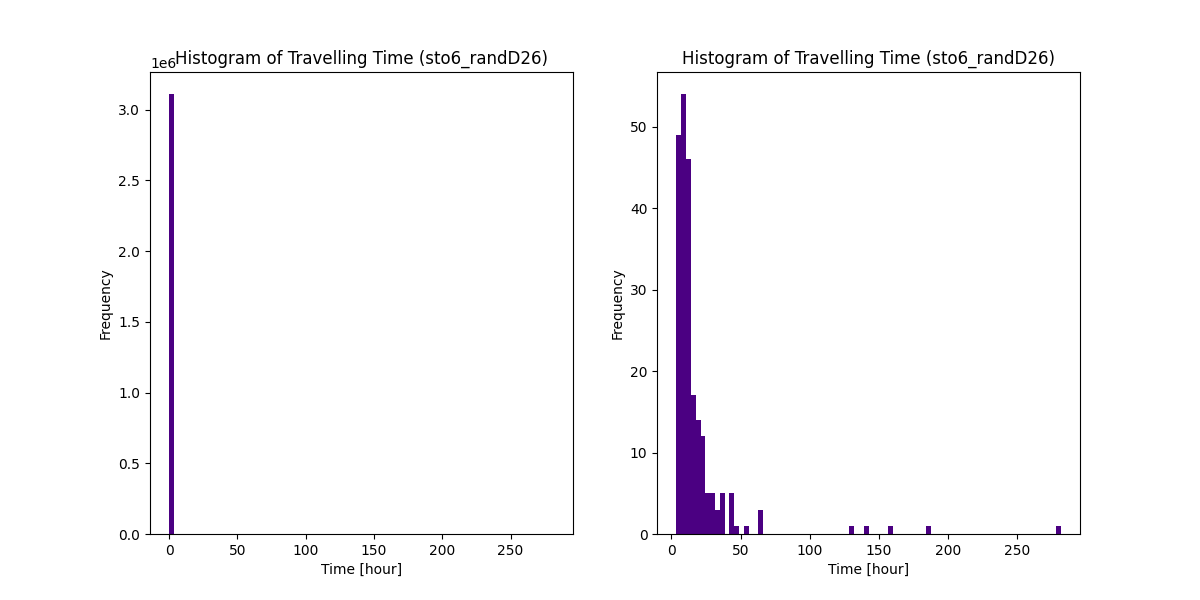 Histogram of Travelling Time (sto6_randD26)
1e6
3.0
2.5
2.0
1.5
1.0
0.5
0.0
Frequency
0 50 100 150 200 250
Time [hour]
Histogram of Travelling Time (sto6_randD26)
50
40
30
20
10
0
Frequency
0 50 100 150 200 250
Time [hour]